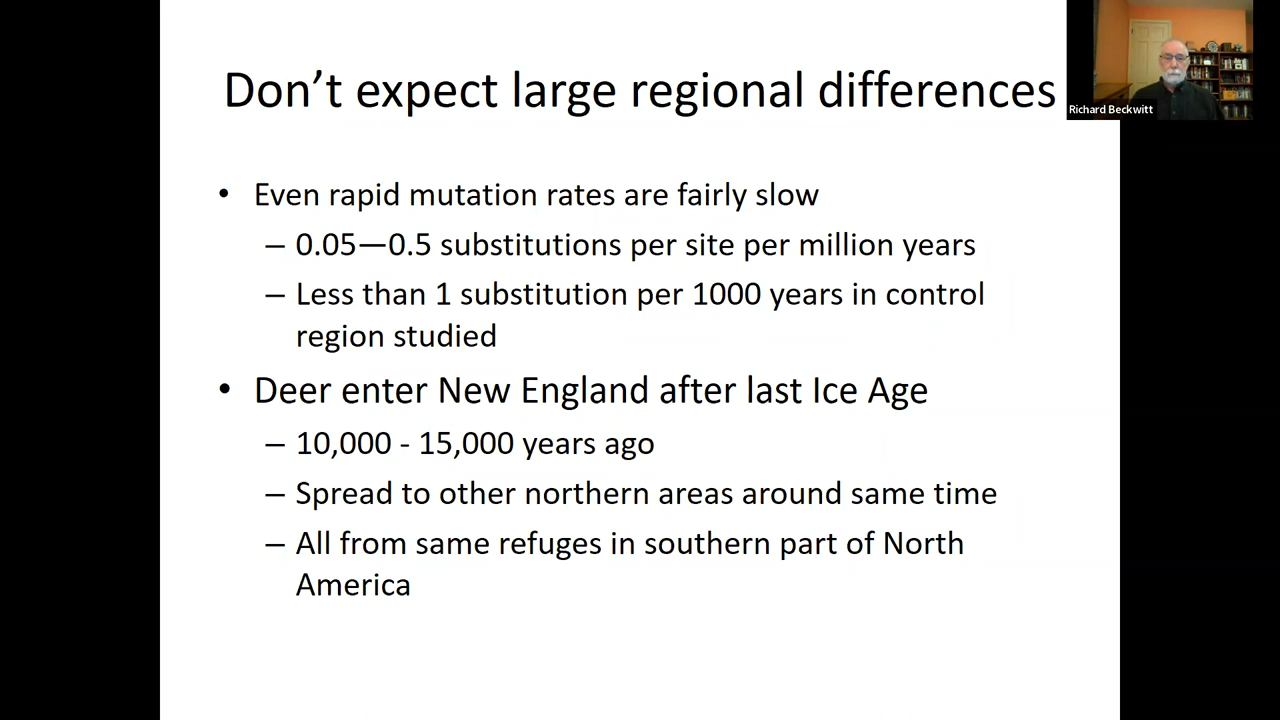 Don’t expect large regional differences
Richard Beckwitt
• Even rapid mutation rates are fairly slow
– 0.05—0.5 substitutions per site per million years
– Less than 1 substitution per 1000 years in control
region studied
• Deer enter New England after last Ice Age
– 10,000 - 15,000 years ago
– Spread to other northern areas around same time
– All from same refuges in southern part of North
America